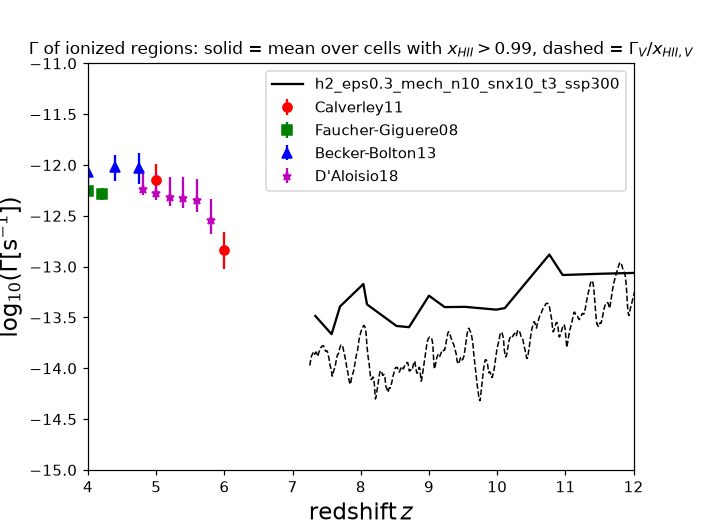 Γ of ionized regions: solid = mean over cells with x_HII > 0.99, dashed = Γ_V/x_HII,V
−11.0
−11.5
−12.0
−12.5
−13.0
−13.5
−14.0
−14.5
−15.0
log₁₀(Γ[s⁻¹])
h2_eps0.3_mech_n10_snx10_t3_ssp300
Calverley11
Faucher-Giguere08
Becker-Bolton13
D'Aloisio18
4 5 6 7 8 9 10 11 12
redshift z